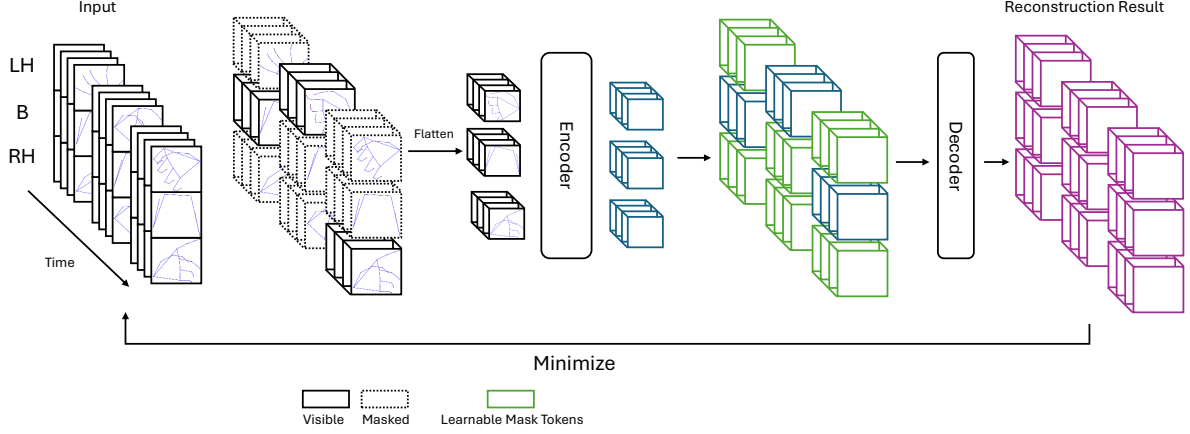 Input
Reconstruction Result
LH
B
RH
Time
Flatten
Encoder
Decoder
Minimize
Visible
Masked
Learnable Mask Tokens